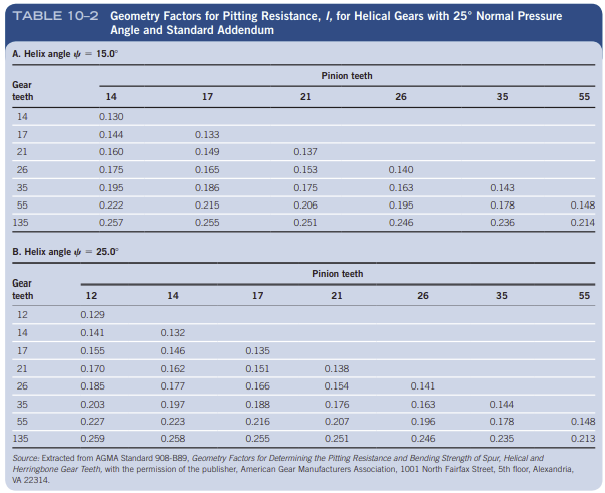 TABLE 10–2 Geometry Factors for Pitting Resistance, I, for Helical Gears with 25° Normal Pressure
Angle and Standard Addendum
A. Helix angle ψ = 15.0°
Pinion teeth
Gear
teeth 14 17 21 26 35 55
14 0.130
17 0.144 0.133
21 0.160 0.149 0.137
26 0.175 0.165 0.153 0.140
35 0.195 0.186 0.175 0.163 0.143
55 0.222 0.215 0.206 0.195 0.178 0.148
135 0.257 0.255 0.251 0.246 0.236 0.214
B. Helix angle ψ = 25.0°
Pinion teeth
Gear
teeth 12 14 17 21 26 35 55
12 0.129
14 0.141 0.132
17 0.155 0.146 0.135
21 0.170 0.162 0.151 0.138
26 0.185 0.177 0.166 0.154 0.141
35 0.203 0.197 0.188 0.176 0.163 0.144
55 0.227 0.223 0.216 0.207 0.196 0.178 0.148
135 0.259 0.258 0.255 0.251 0.246 0.235 0.213
Source: Extracted from AGMA Standard 908-B89, Geometry Factors for Determining the Pitting Resistance and Bending Strength of Spur, Helical and
Herringbone Gear Teeth, with the permission of the publisher, American Gear Manufacturers Association, 1001 North Fairfax Street, 5th floor, Alexandria,
VA 22314.